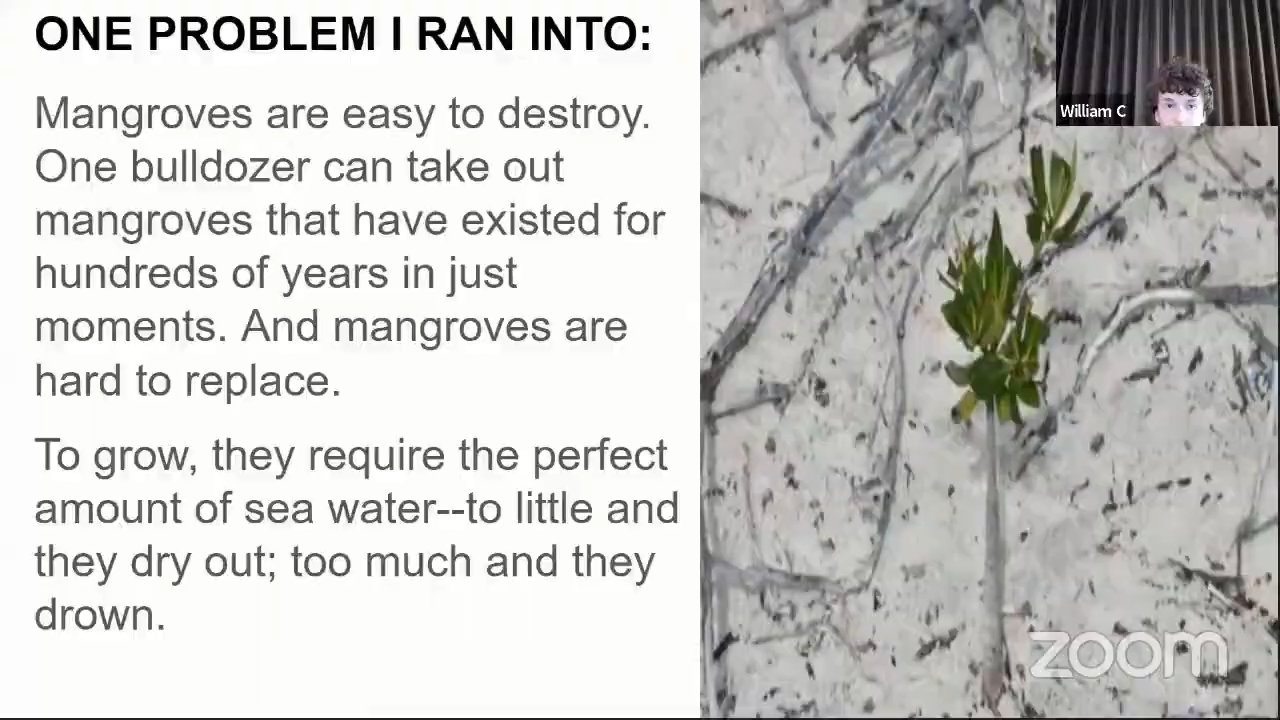 ONE PROBLEM I RAN INTO:
Mangroves are easy to destroy.
One bulldozer can take out
mangroves that have existed for
hundreds of years in just
moments. And mangroves are
hard to replace.
To grow, they require the perfect
amount of sea water--to little and
they dry out; too much and they
drown.
William C
zoom